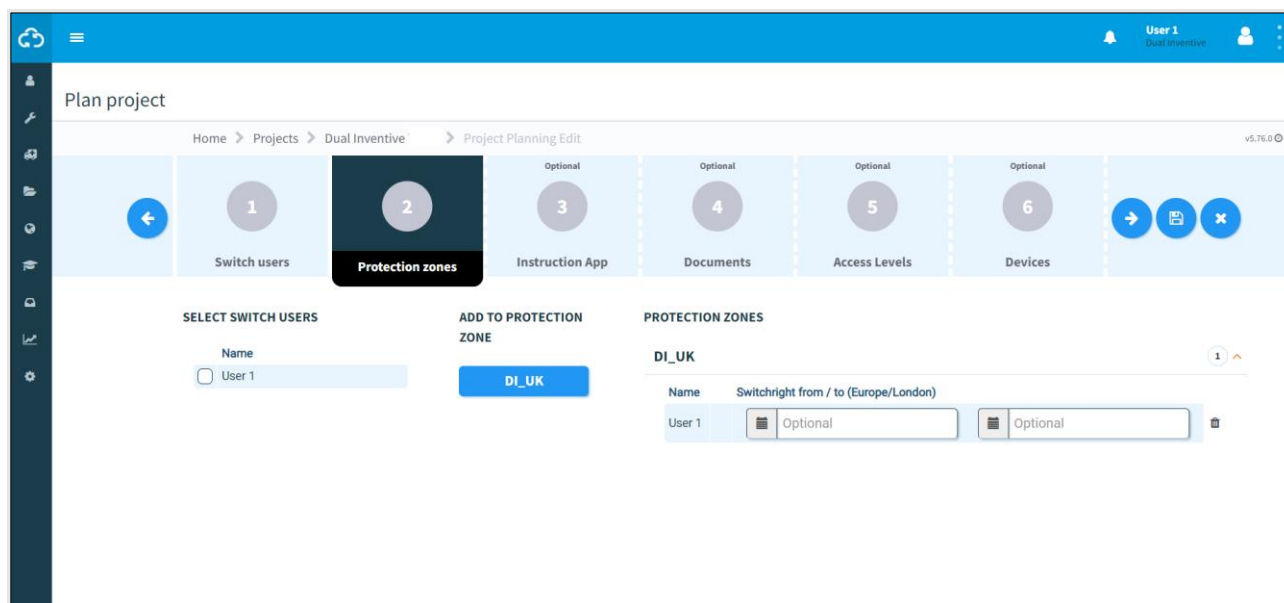 User 1
Dual Inventive
Plan project
Home > Projects > Dual Inventive > Project Planning Edit
v5.76.0
1
Switch users
2
Protection zones
Optional
3
Instruction App
Optional
4
Documents
Optional
5
Access Levels
Optional
6
Devices
SELECT SWITCH USERS
Name
User 1
ADD TO PROTECTION
ZONE
DI_UK
PROTECTION ZONES
DI_UK
1
Name Switchright from / to (Europe/London)
User 1 Optional Optional